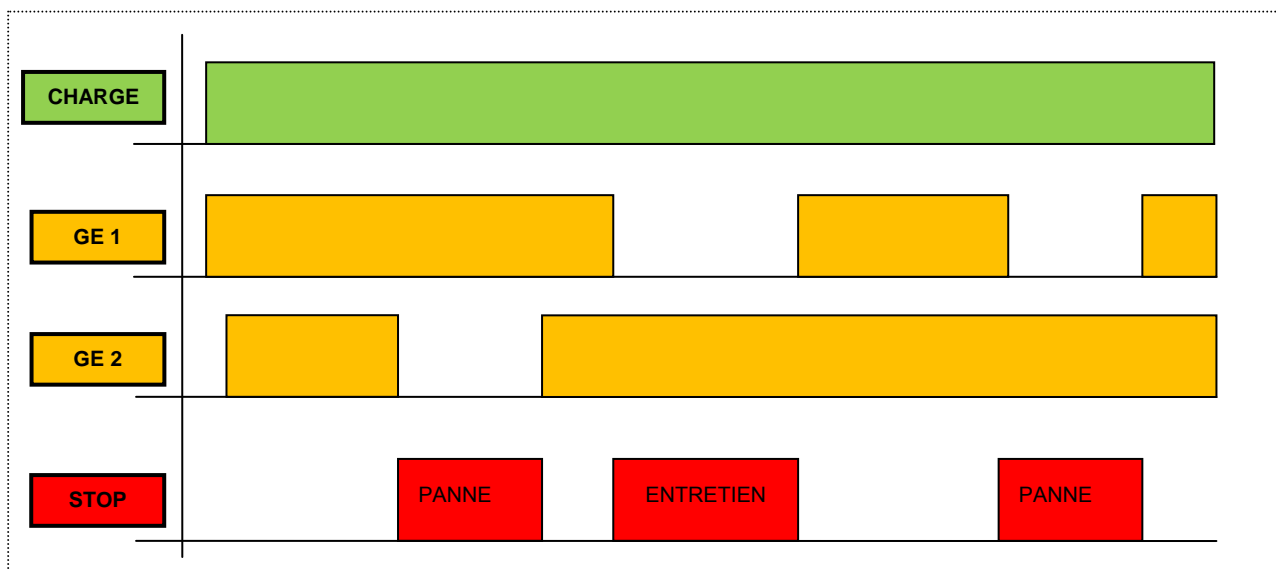 CHARGE
GE 1
GE 2
STOP
PANNE
ENTRETIEN
PANNE